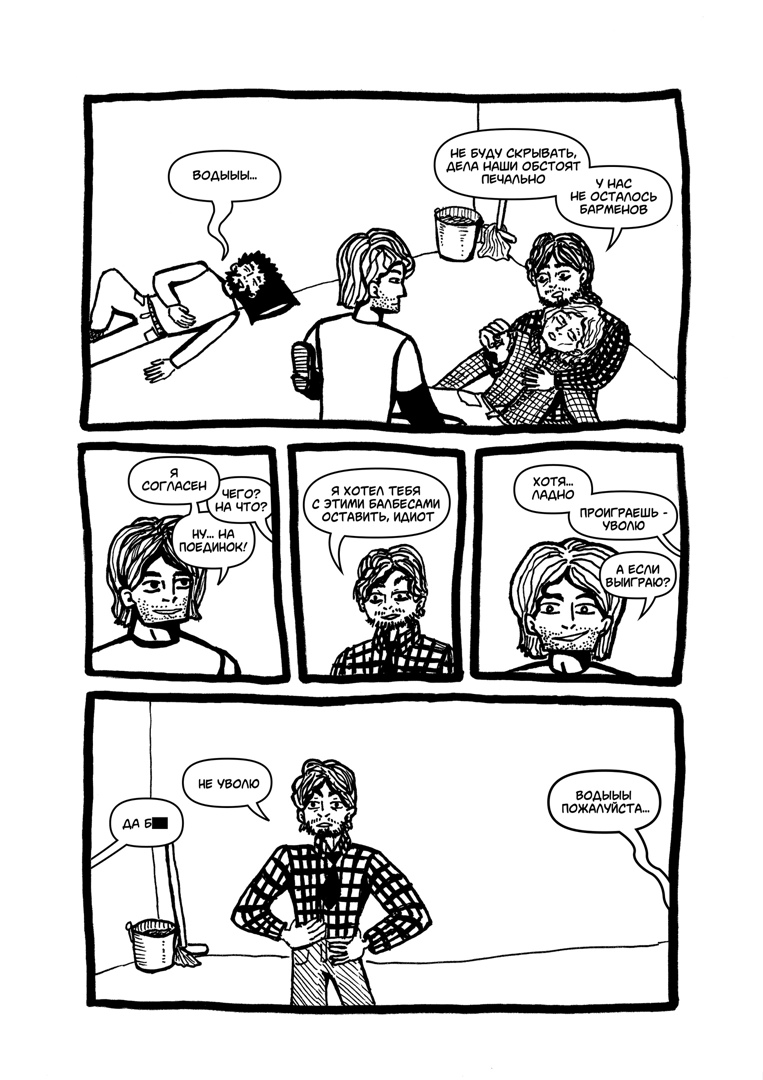 ВОДЫЫЫ...
НЕ БУДУ СКРЫВАТЬ,
ДЕЛА НАШИ ОБСТОЯТ
ПЕЧАЛЬНО
У НАС
НЕ ОСТАЛОСЬ
БАРМЕНОВ
Я
СОГЛАСЕН
ЧЕГО?
НА ЧТО?
НУ... НА
ПОЕДИНОК!
Я ХОТЕЛ ТЕБЯ
С ЭТИМИ БАЛБЕСАМИ
ОСТАВИТЬ, ИДИОТ
ХОТЯ...
ЛАДНО
ПРОИГРАЕШЬ -
УВОЛЮ
А ЕСЛИ
ВЫИГРАЮ?
НЕ УВОЛЮ
ДА Б
ВОДЫЫЫ
ПОЖАЛУЙСТА...